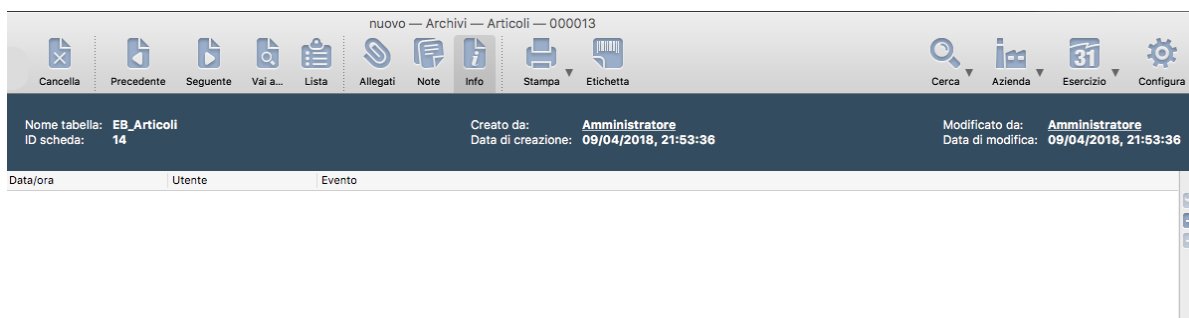 nuovo — Archivi — Articoli — 000013
Cancella Precedente Seguente Vai a... Lista Allegati Note Info Stampa Etichetta Cerca Azienda 31 Esercizio Configura
Nome tabella: EB_Articoli Creato da: Amministratore Modificato da: Amministratore
ID scheda: 14 Data di creazione: 09/04/2018, 21:53:36 Data di modifica: 09/04/2018, 21:53:36
Data/ora Utente Evento